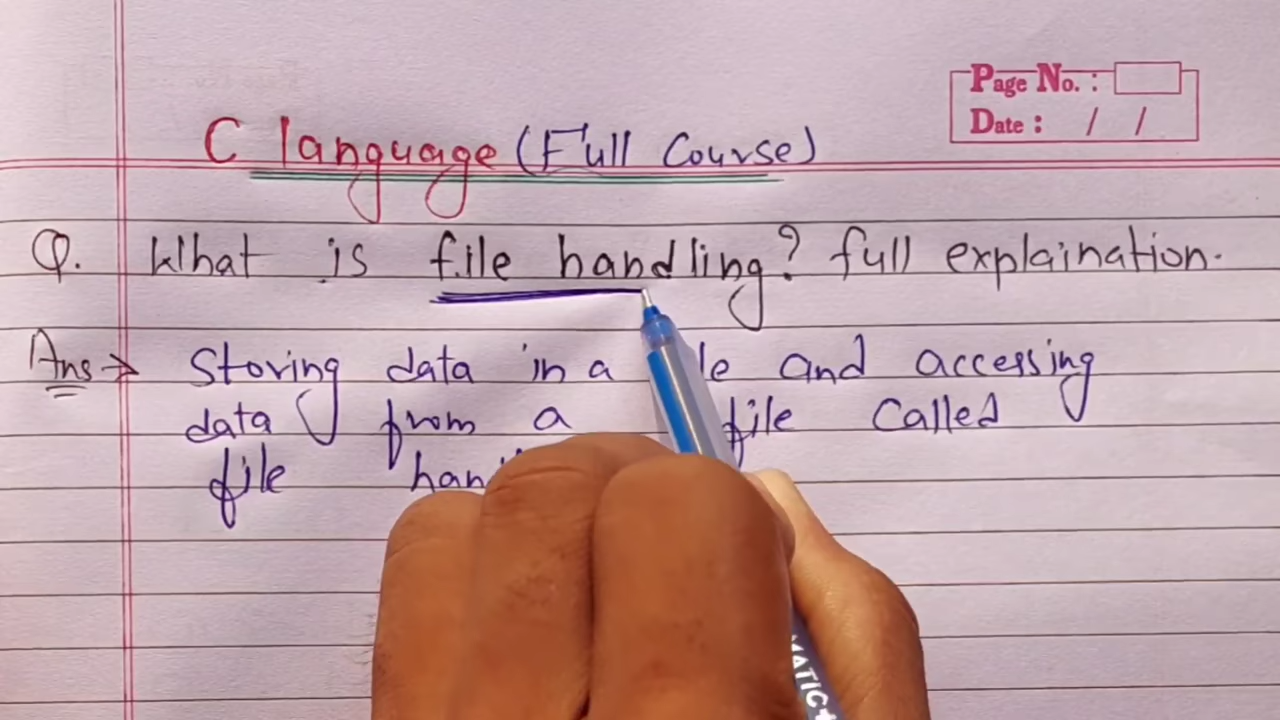 Page No. :
Date : / /
C language (Full Course)
Q. What is file handling? full explaination.
Ans → Storing data in a and accessing
data from a file called
file
MATIC